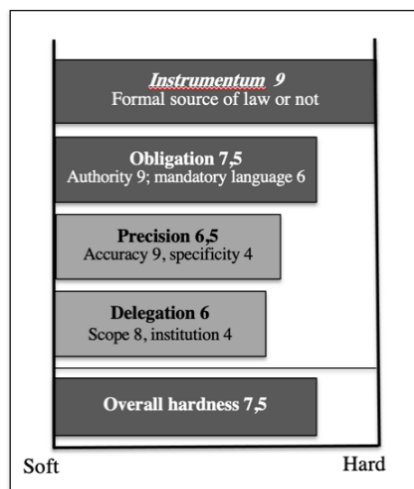 Instrumentum 9
Formal source of law or not
Obligation 7,5
Authority 9; mandatory language 6
Precision 6,5
Accuracy 9, specificity 4
Delegation 6
Scope 8, institution 4
Overall hardness 7,5
Soft Hard